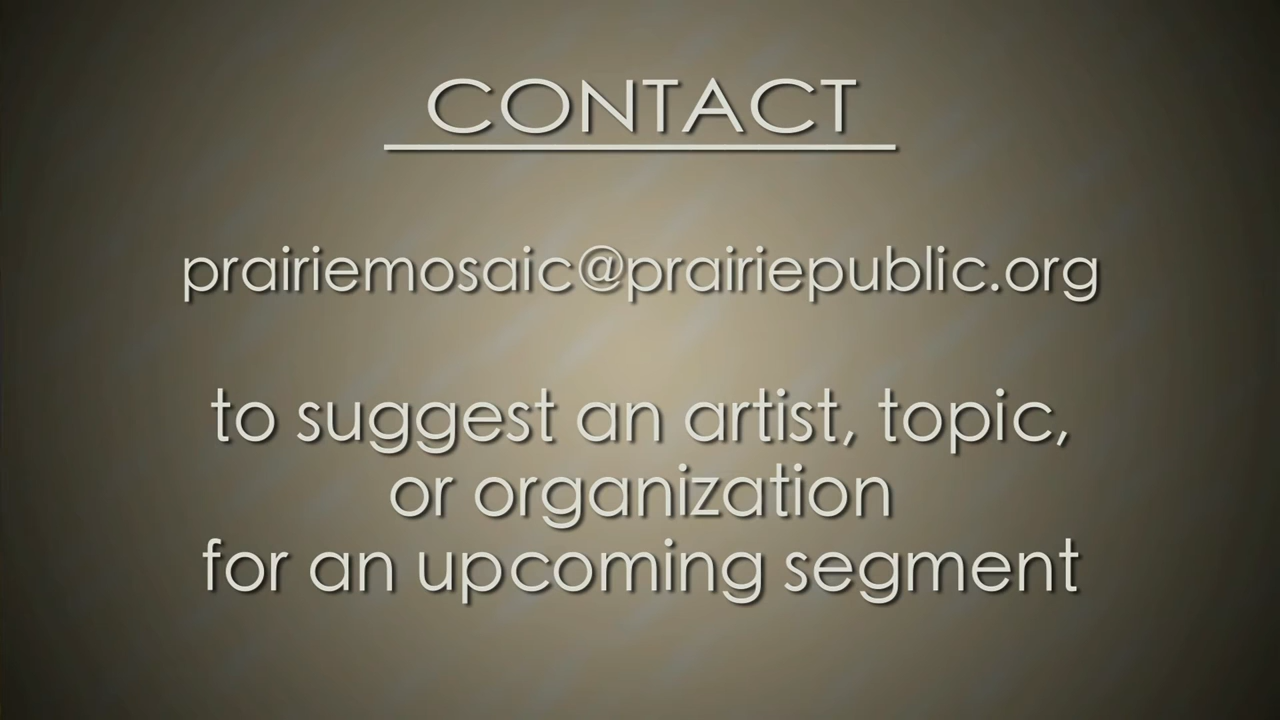 CONTACT
prairiemosaic@prairiepublic.org
to suggest an artist, topic,
or organization
for an upcoming segment